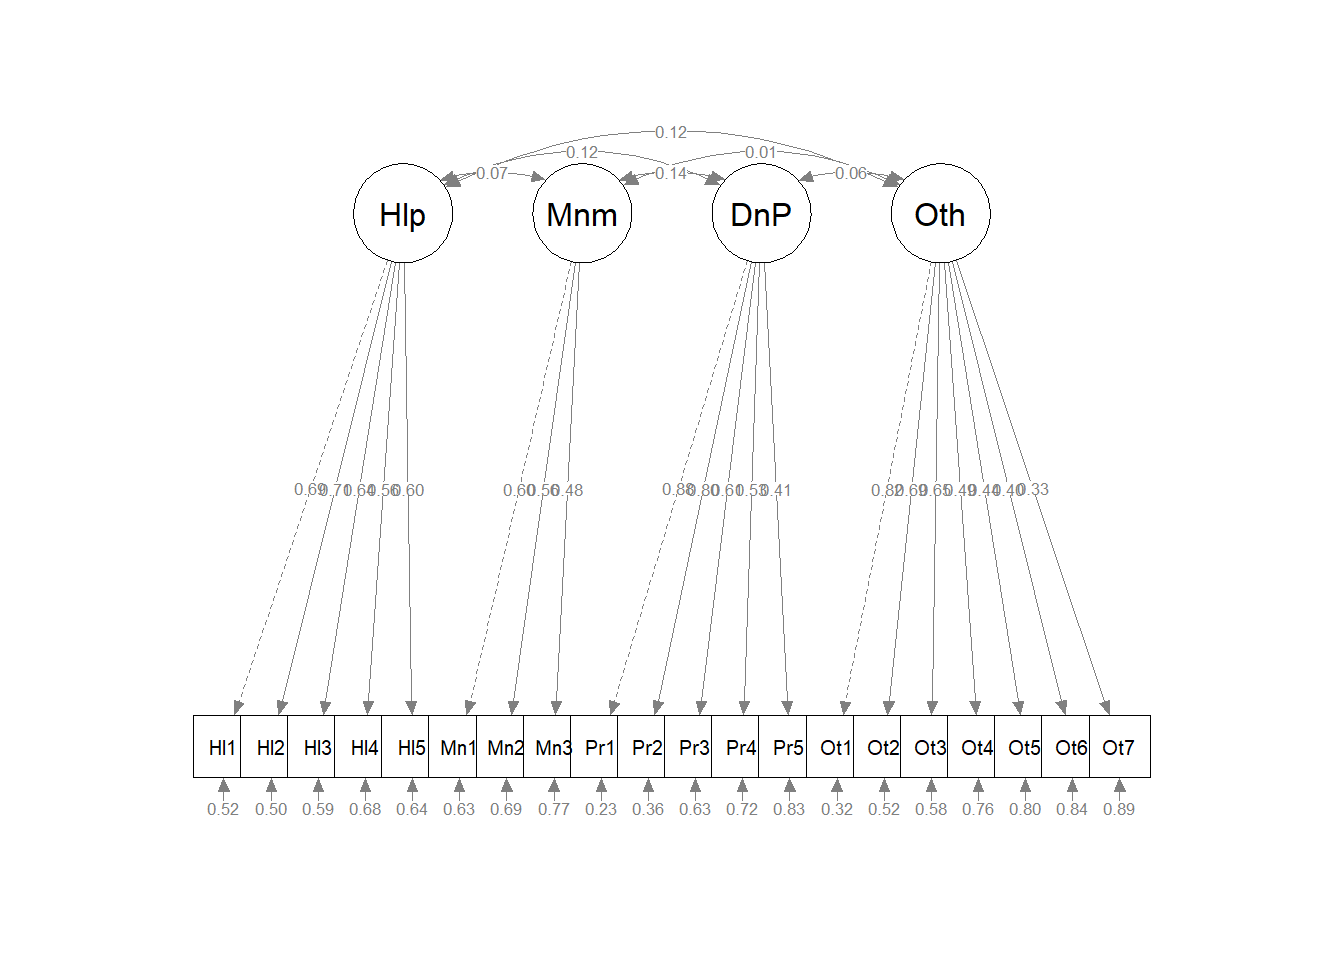 0.12
0.12 0.01
0.07 0.14 0.06
Hlp Mnm DnP Oth
0.69 0.71 0.64 0.56 0.60 0.60 0.56 0.48 0.88 0.80 0.61 0.53 0.41 0.82 0.69 0.65 0.49 0.44 0.40 0.33
Hl1 Hl2 Hl3 Hl4 Hl5 Mn1 Mn2 Mn3 Pr1 Pr2 Pr3 Pr4 Pr5 Ot1 Ot2 Ot3 Ot4 Ot5 Ot6 Ot7
0.52 0.50 0.59 0.68 0.64 0.63 0.69 0.77 0.23 0.36 0.63 0.72 0.83 0.32 0.52 0.58 0.76 0.80 0.84 0.89